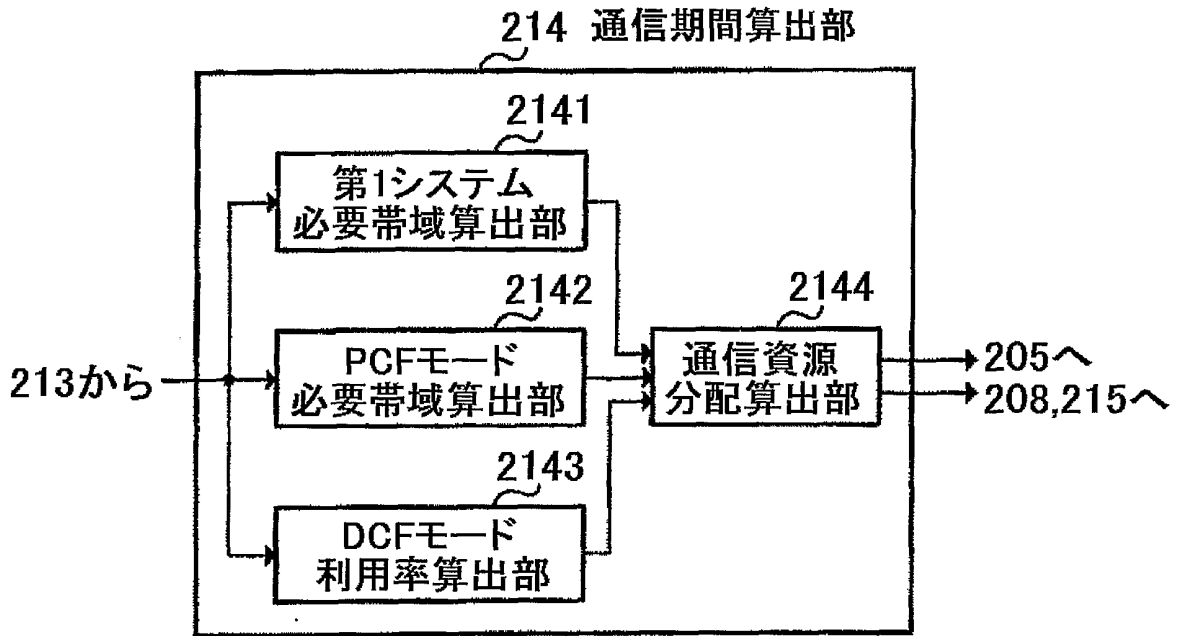 214 通信期間算出部
2141
第1システム
必要帯域算出部
2142
PCFモード
必要帯域算出部
2143
DCFモード
利用率算出部
2144
通信資源
分配算出部
213から
205へ
208,215へ